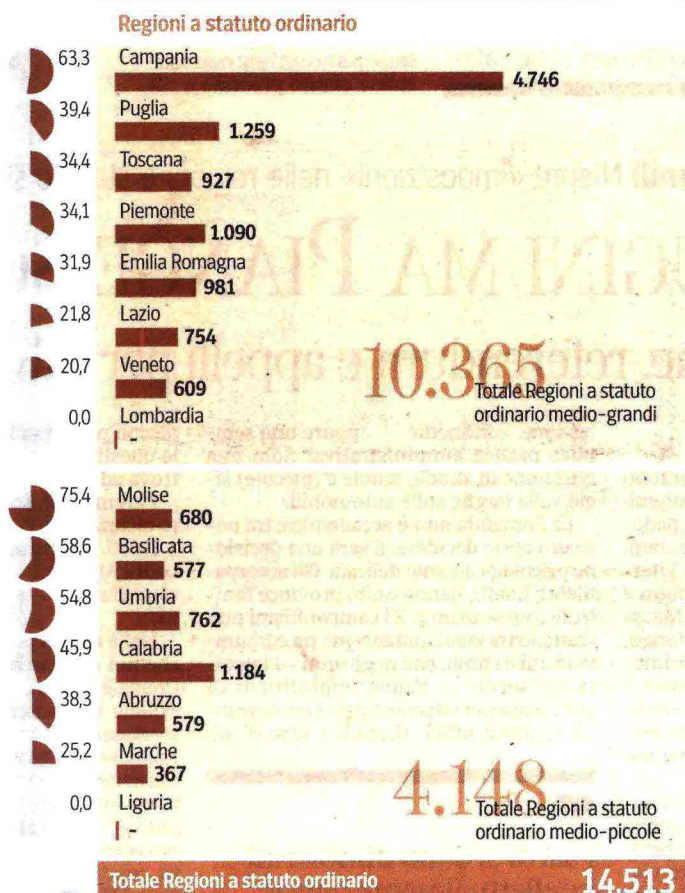 Regioni a statuto ordinario
63,3 Campania
4.746
39,4 Puglia
1.259
34,4 Toscana
927
34,1 Piemonte
1.090
31,9 Emilia Romagna
981
21,8 Lazio
754
20,7 Veneto
609
0,0 Lombardia
-
10.365
Totale Regioni a statuto
ordinario medio-grandi
75,4 Molise
680
58,6 Basilicata
577
54,8 Umbria
762
45,9 Calabria
1.184
38,3 Abruzzo
579
25,2 Marche
367
0,0 Liguria
-
4.148
Totale Regioni a statuto
ordinario medio-piccole
Totale Regioni a statuto ordinario 14.513